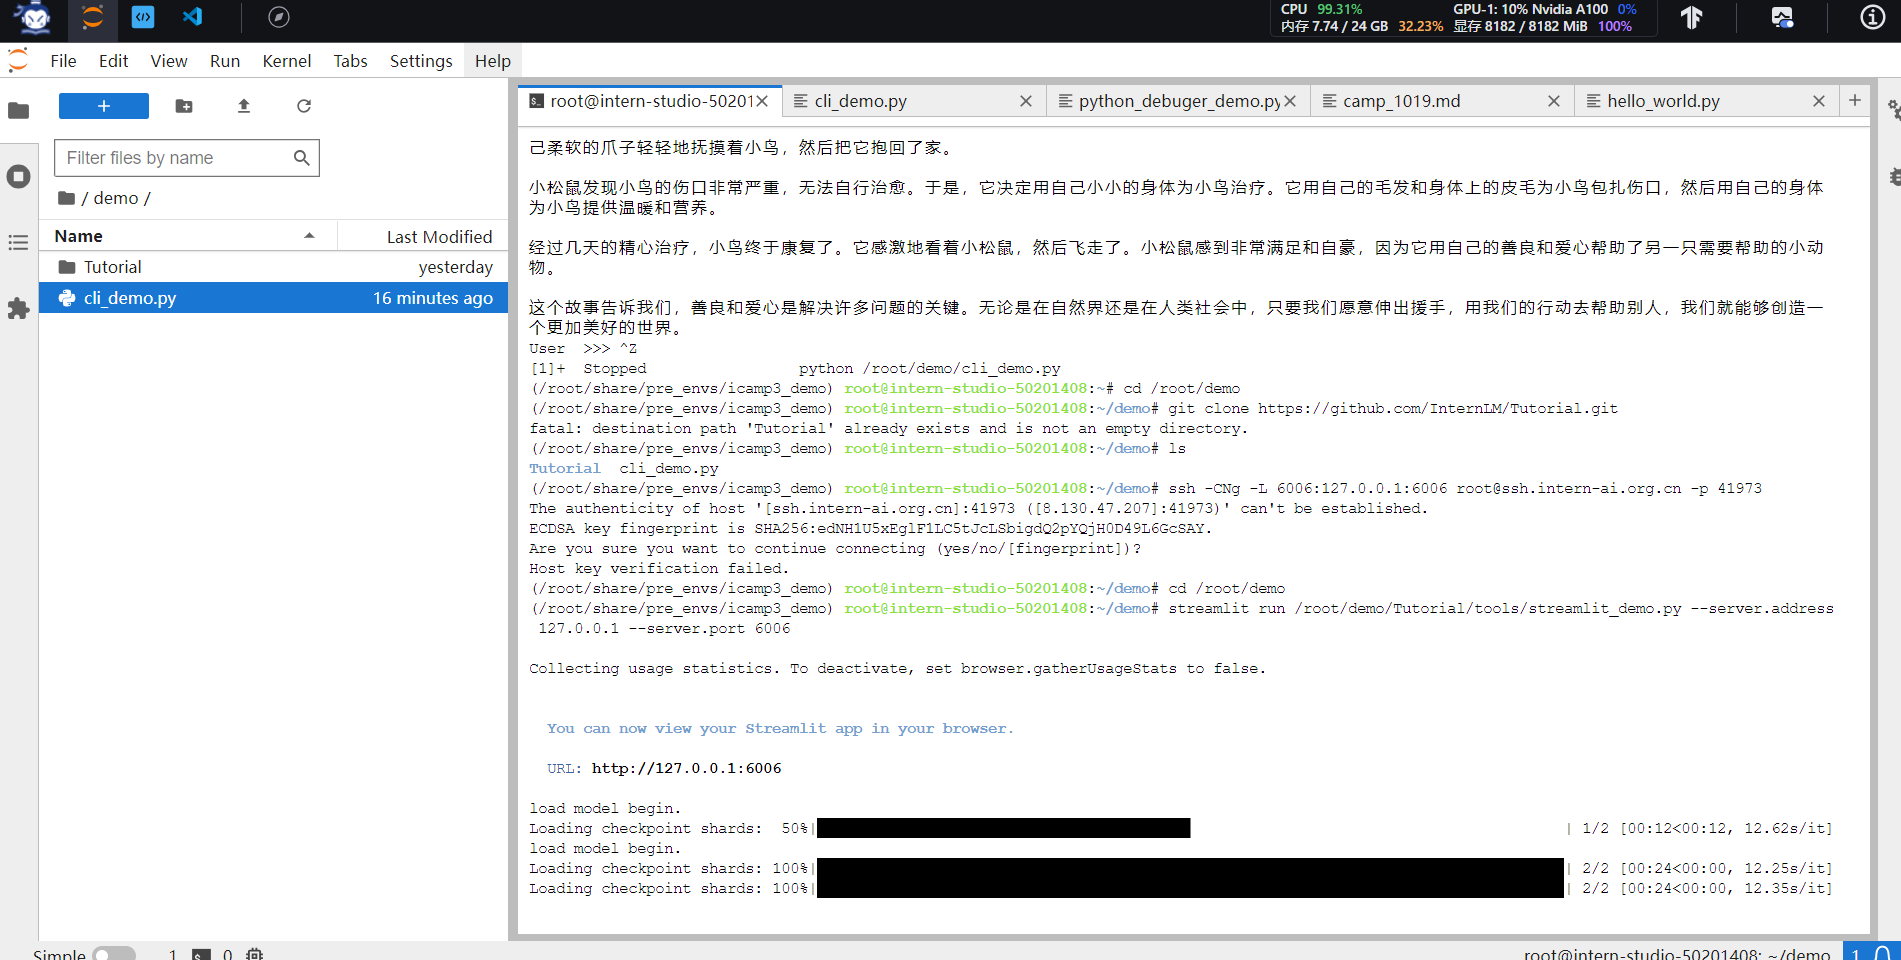 CPU 99.31% GPU-1: 10% Nvidia A100 0%
内存 7.74 / 24 GB 32.23% 显存 8182 / 8182 MiB 100%
File Edit View Run Kernel Tabs Settings Help
root@intern-studio-50201 cli_demo.py python_debuger_demo.py camp_1019.md hello_world.py
Filter files by name
/ demo /
Name Last Modified
Tutorial yesterday
cli_demo.py 16 minutes ago
己柔软的爪子轻轻地抚摸着小鸟，然后把它抱回了家。
小松鼠发现小鸟的伤口非常严重，无法自行治愈。于是，它决定用自己小小的身体为小鸟治疗。它用自己的毛发和身体上的皮毛为小鸟包扎伤口，然后用自己的身体
为小鸟提供温暖和营养。
经过几天的精心治疗，小鸟终于康复了。它感激地看着小松鼠，然后飞走了。小松鼠感到非常满足和自豪，因为它用自己的善良和爱心帮助了另一只需要帮助的小动
物。
这个故事告诉我们，善良和爱心是解决许多问题的关键。无论是在自然界还是在人类社会中，只要我们愿意伸出援手，用我们的行动去帮助别人，我们就能够创造一
个更加美好的世界。
User >>> ^Z
[1]+ Stopped python /root/demo/cli_demo.py
(/root/share/pre_envs/icamp3_demo) root@intern-studio-50201408:~# cd /root/demo
(/root/share/pre_envs/icamp3_demo) root@intern-studio-50201408:~/demo# git clone https://github.com/InternLM/Tutorial.git
fatal: destination path 'Tutorial' already exists and is not an empty directory.
(/root/share/pre_envs/icamp3_demo) root@intern-studio-50201408:~/demo# ls
Tutorial cli_demo.py
(/root/share/pre_envs/icamp3_demo) root@intern-studio-50201408:~/demo# ssh -CNg -L 6006:127.0.0.1:6006 root@ssh.intern-ai.org.cn -p 41973
The authenticity of host '[ssh.intern-ai.org.cn]:41973 ([8.130.47.207]:41973)' can't be established.
ECDSA key fingerprint is SHA256:edNH1U5xEglF1LC5tJcLSbigdQ2pYQjH0D49L6GcSAY.
Are you sure you want to continue connecting (yes/no/[fingerprint])?
Host key verification failed.
(/root/share/pre_envs/icamp3_demo) root@intern-studio-50201408:~/demo# cd /root/demo
(/root/share/pre_envs/icamp3_demo) root@intern-studio-50201408:~/demo# streamlit run /root/demo/Tutorial/tools/streamlit_demo.py --server.address
127.0.0.1 --server.port 6006
Collecting usage statistics. To deactivate, set browser.gatherUsageStats to false.
You can now view your Streamlit app in your browser.
URL: http://127.0.0.1:6006
load model begin.
Loading checkpoint shards: 50%| | 1/2 [00:12<00:12, 12.62s/it]
load model begin.
Loading checkpoint shards: 100%| | 2/2 [00:24<00:00, 12.25s/it]
Loading checkpoint shards: 100%| | 2/2 [00:24<00:00, 12.35s/it]
Simple 1 0 root@intern-studio-50201408: ~/demo 1